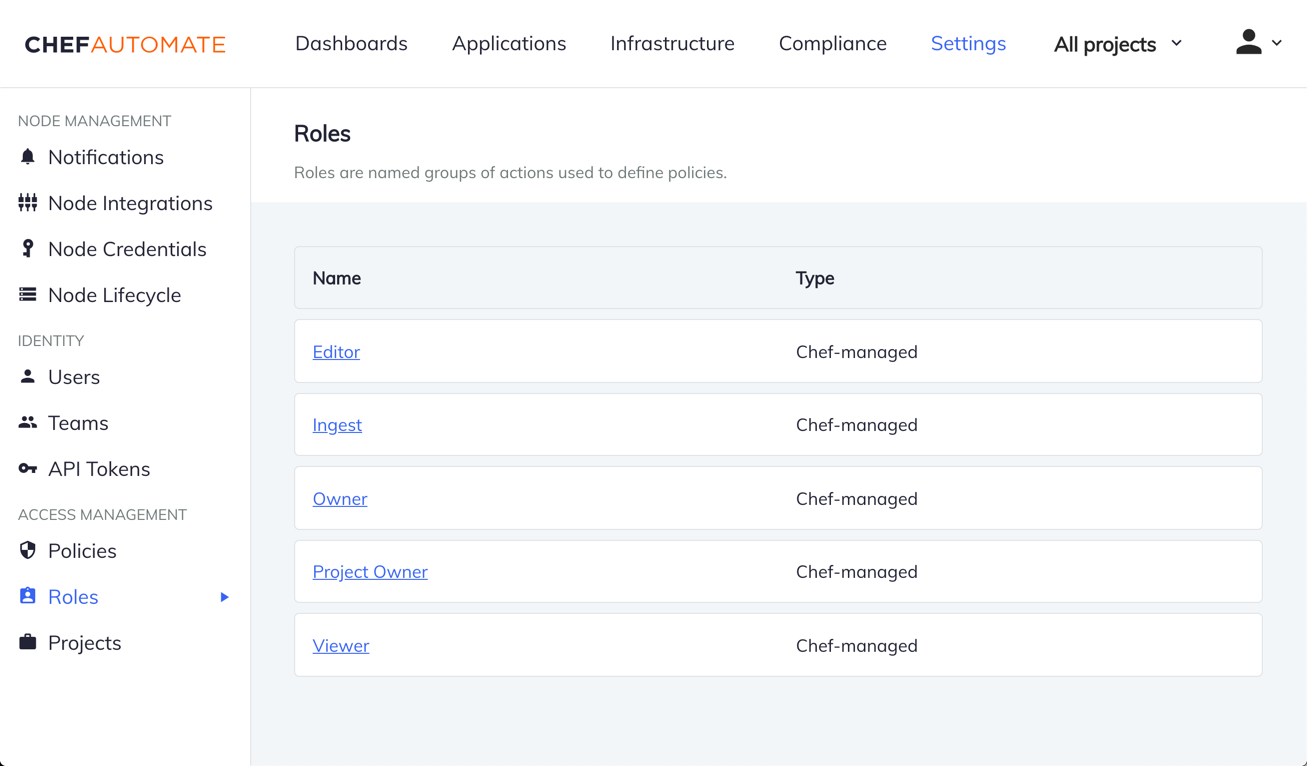 CHEFAUTOMATE Dashboards Applications Infrastructure Compliance Settings All projects
NODE MANAGEMENT
Notifications
Node Integrations
Node Credentials
Node Lifecycle
IDENTITY
Users
Teams
API Tokens
ACCESS MANAGEMENT
Policies
Roles
Projects
Roles
Roles are named groups of actions used to define policies.
Name Type
Editor Chef-managed
Ingest Chef-managed
Owner Chef-managed
Project Owner Chef-managed
Viewer Chef-managed